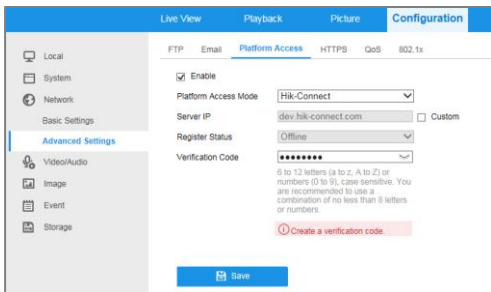 Live View Playback Picture Configuration
FTP Email Platform Access HTTPS QoS 802.1x
Local
System
Network
Basic Settings
Advanced Settings
Video/Audio
Image
Event
Storage
Enable
Platform Access Mode Hik-Connect
Server IP dev.hik-connect.com Custom
Register Status Offline
Verification Code ●●●●●●●●
6 to 12 letters (a to z, A to Z) or
numbers (0 to 9), case sensitive. You
are recommended to use a
combination of no less than 8 letters
or numbers.
Create a verification code.
Save